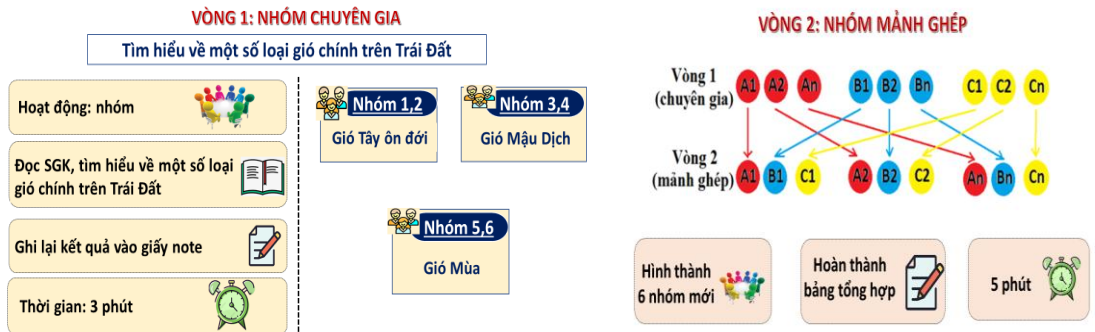 VÒNG 1: NHÓM CHUYÊN GIA
Tìm hiểu về một số loại gió chính trên Trái Đất
Hoạt động: nhóm
Đọc SGK, tìm hiểu về một số loại
gió chính trên Trái Đất
Ghi lại kết quả vào giấy note
Thời gian: 3 phút
Nhóm 1,2
Gió Tây ôn đới
Nhóm 3,4
Gió Mậu Dịch
Nhóm 5,6
Gió Mùa
VÒNG 2: NHÓM MẢNH GHÉP
Vòng 1
(chuyên gia)
A1 A2 An B1 B2 Bn C1 C2 Cn
Vòng 2
(mảnh ghép)
A1 B1 C1 A2 B2 C2 An Bn Cn
Hình thành
6 nhóm mới
Hoàn thành
bảng tổng hợp
5 phút